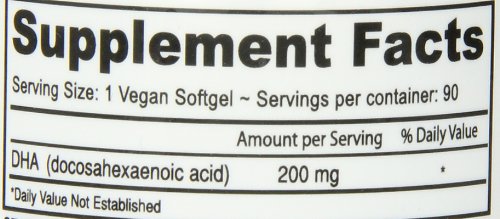 Supplement Facts
Serving Size: 1 Vegan Softgel ~ Servings per container: 90
Amount per Serving % Daily Value
DHA (docosahexaenoic acid) 200 mg *
*Daily Value Not Established